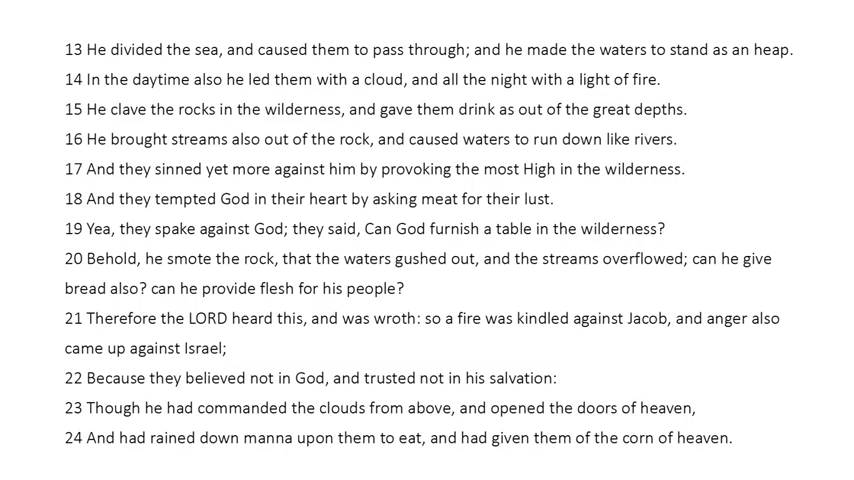 13 He divided the sea, and caused them to pass through; and he made the waters to stand as an heap.
14 In the daytime also he led them with a cloud, and all the night with a light of fire.
15 He clave the rocks in the wilderness, and gave them drink as out of the great depths.
16 He brought streams also out of the rock, and caused waters to run down like rivers.
17 And they sinned yet more against him by provoking the most High in the wilderness.
18 And they tempted God in their heart by asking meat for their lust.
19 Yea, they spake against God; they said, Can God furnish a table in the wilderness?
20 Behold, he smote the rock, that the waters gushed out, and the streams overflowed; can he give
bread also? can he provide flesh for his people?
21 Therefore the LORD heard this, and was wroth: so a fire was kindled against Jacob, and anger also
came up against Israel;
22 Because they believed not in God, and trusted not in his salvation:
23 Though he had commanded the clouds from above, and opened the doors of heaven,
24 And had rained down manna upon them to eat, and had given them of the corn of heaven.